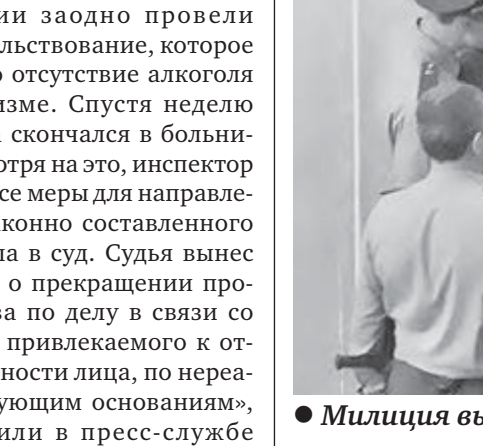 ии заодно провели
льствование, которое
о отсутствие алкоголя
изме. Спустя неделю
скончался в больни-
отря на это, инспектор
се меры для направле-
аконно составленного
ла в суд. Судья вынес
о прекращении про-
ва по делу в связи со
привлекаемого к от-
ности лица, по нереа-
ующим основаниям»,
или в пресс-службе
● Милиция вы